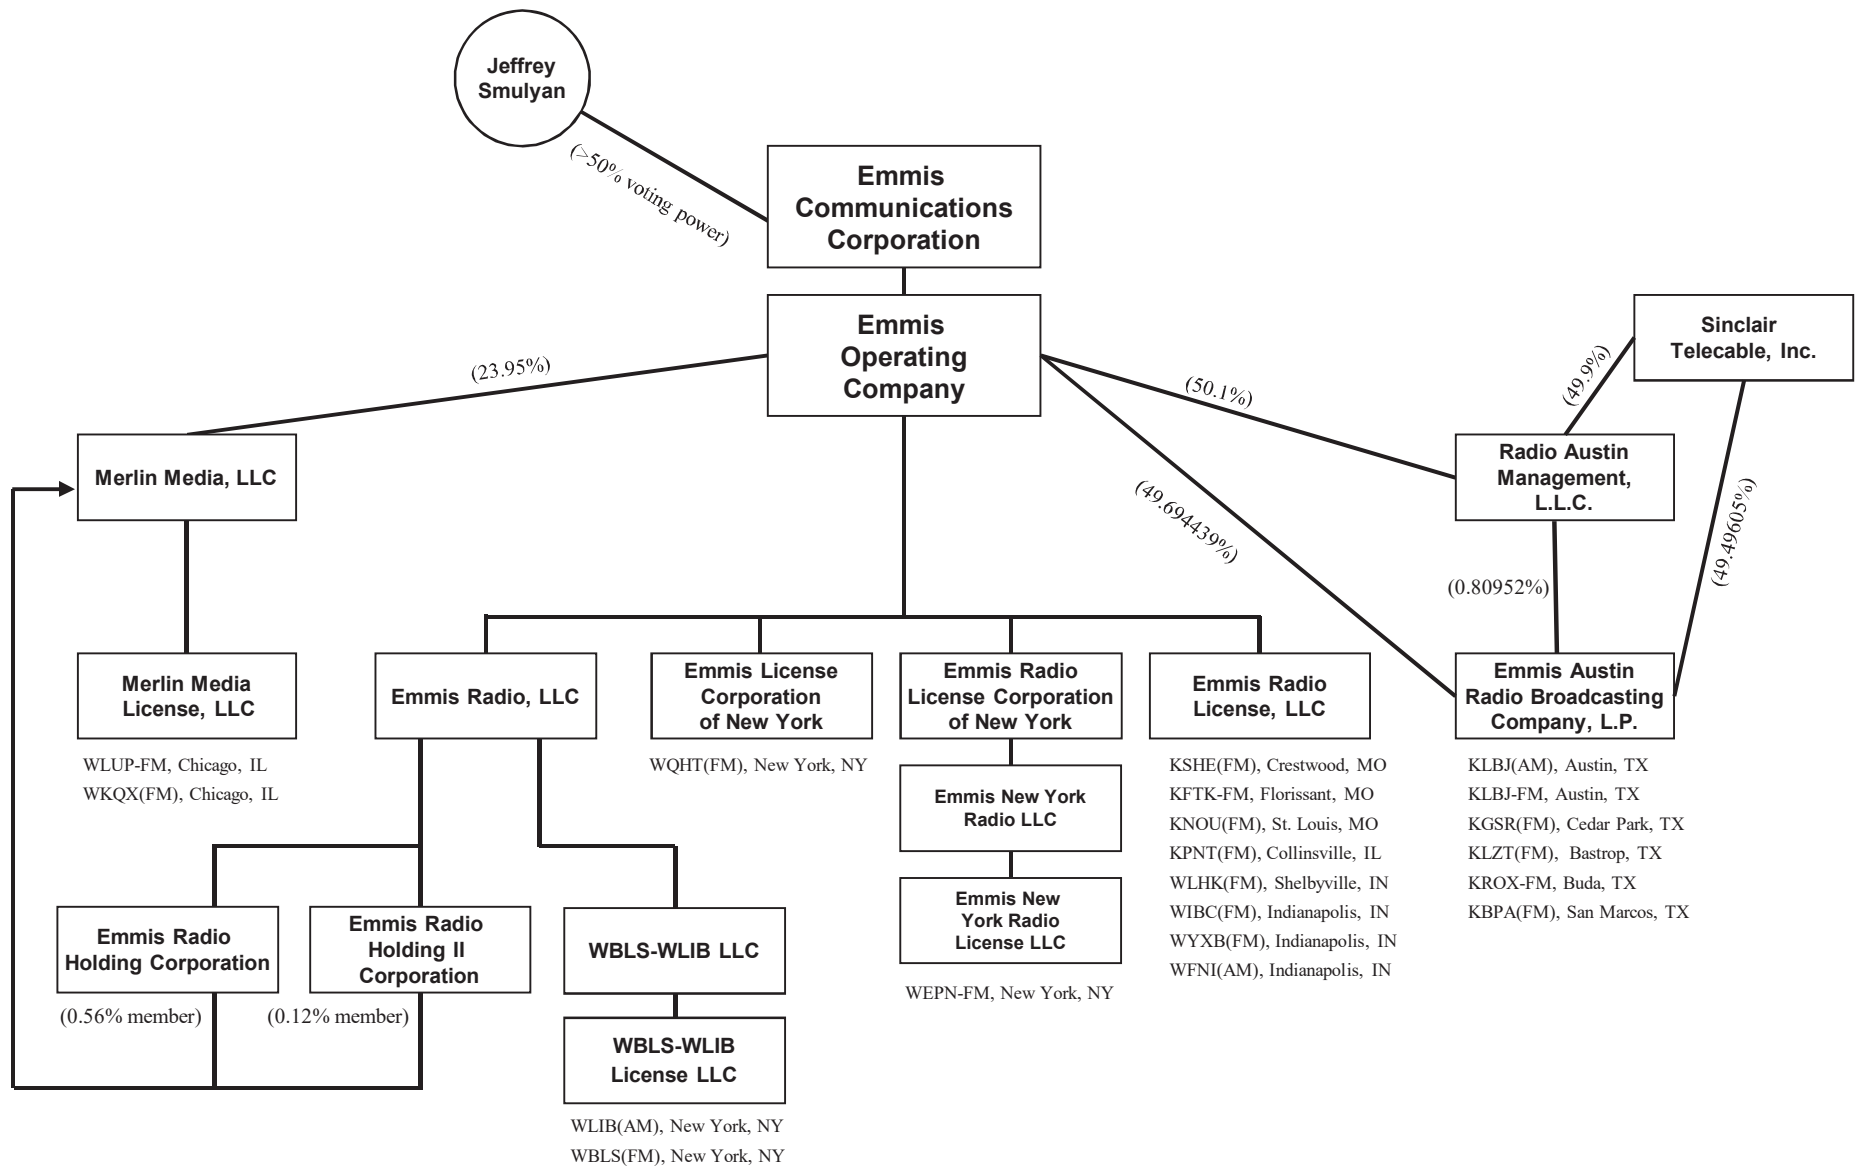 Jeffrey
Smulyan
(>50% voting power)
Emmis
Communications
Corporation
Emmis
Operating
Company
Sinclair
Telecable, Inc.
(23.95%)
(50.1%)
(49.9%)
(49.694439%)
(49.49605%)
Merlin Media, LLC
Radio Austin
Management,
L.L.C.
(0.80952%)
Merlin Media
License, LLC
WLUP-FM, Chicago, IL
WKQX(FM), Chicago, IL
Emmis Radio, LLC
Emmis License
Corporation
of New York
WQHT(FM), New York, NY
Emmis Radio
License Corporation
of New York
Emmis New York
Radio LLC
Emmis New
York Radio
License LLC
WEPN-FM, New York, NY
Emmis Radio
License, LLC
KSHE(FM), Crestwood, MO
KFTK-FM, Florissant, MO
KNOU(FM), St. Louis, MO
KPNT(FM), Collinsville, IL
WLHK(FM), Shelbyville, IN
WIBC(FM), Indianapolis, IN
WYXB(FM), Indianapolis, IN
WFNI(AM), Indianapolis, IN
Emmis Austin
Radio Broadcasting
Company, L.P.
KLBJ(AM), Austin, TX
KLBJ-FM, Austin, TX
KGSR(FM), Cedar Park, TX
KLZT(FM), Bastrop, TX
KROX-FM, Buda, TX
KBPA(FM), San Marcos, TX
Emmis Radio
Holding Corporation
(0.56% member)
Emmis Radio
Holding II
Corporation
(0.12% member)
WBLS-WLIB LLC
WBLS-WLIB
License LLC
WLIB(AM), New York, NY
WBLS(FM), New York, NY